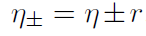 η± = η ± r